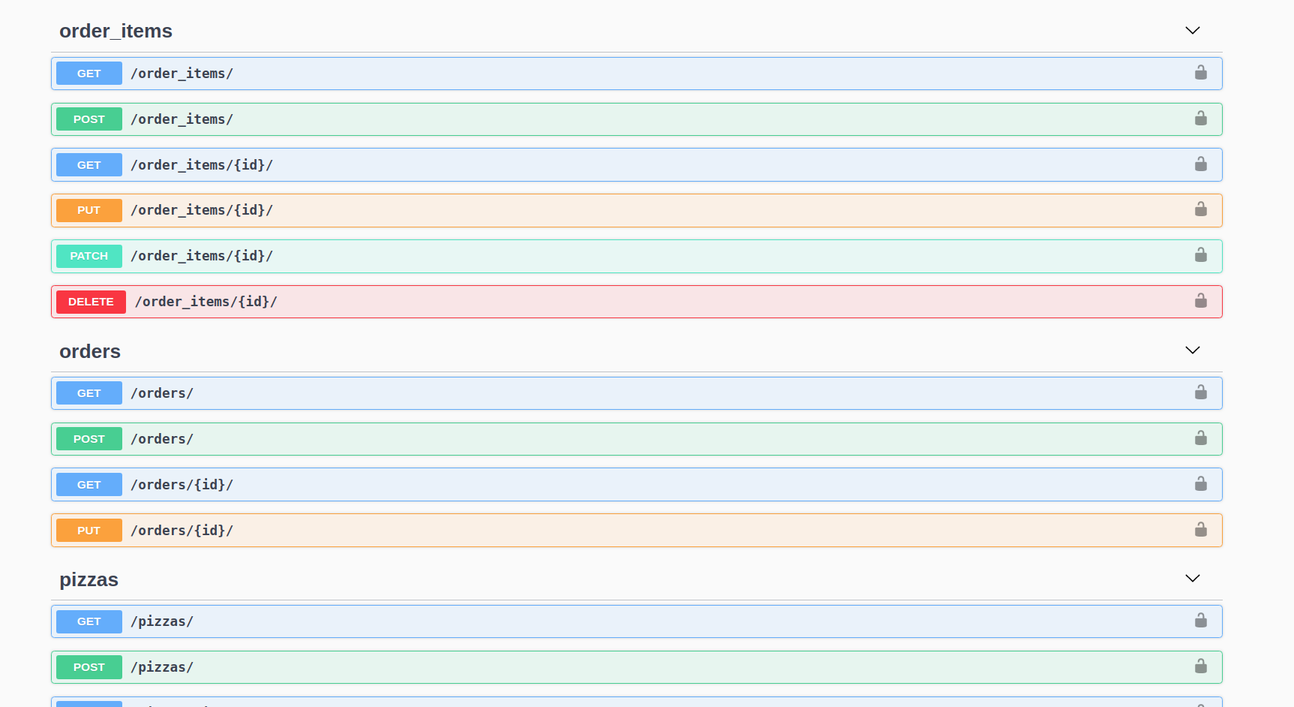 order_items
GET /order_items/
POST /order_items/
GET /order_items/{id}/
PUT /order_items/{id}/
PATCH /order_items/{id}/
DELETE /order_items/{id}/
orders
GET /orders/
POST /orders/
GET /orders/{id}/
PUT /orders/{id}/
pizzas
GET /pizzas/
POST /pizzas/